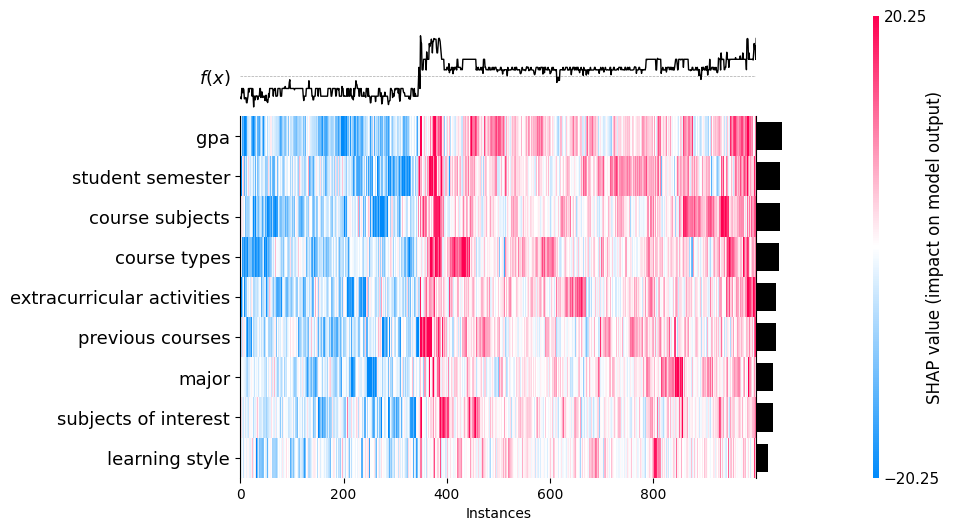 20.25
f(x)
gpa
student semester
course subjects
course types
extracurricular activities
previous courses
major
subjects of interest
learning style
0 200 400 600 800
Instances
−20.25
SHAP value (impact on model output)